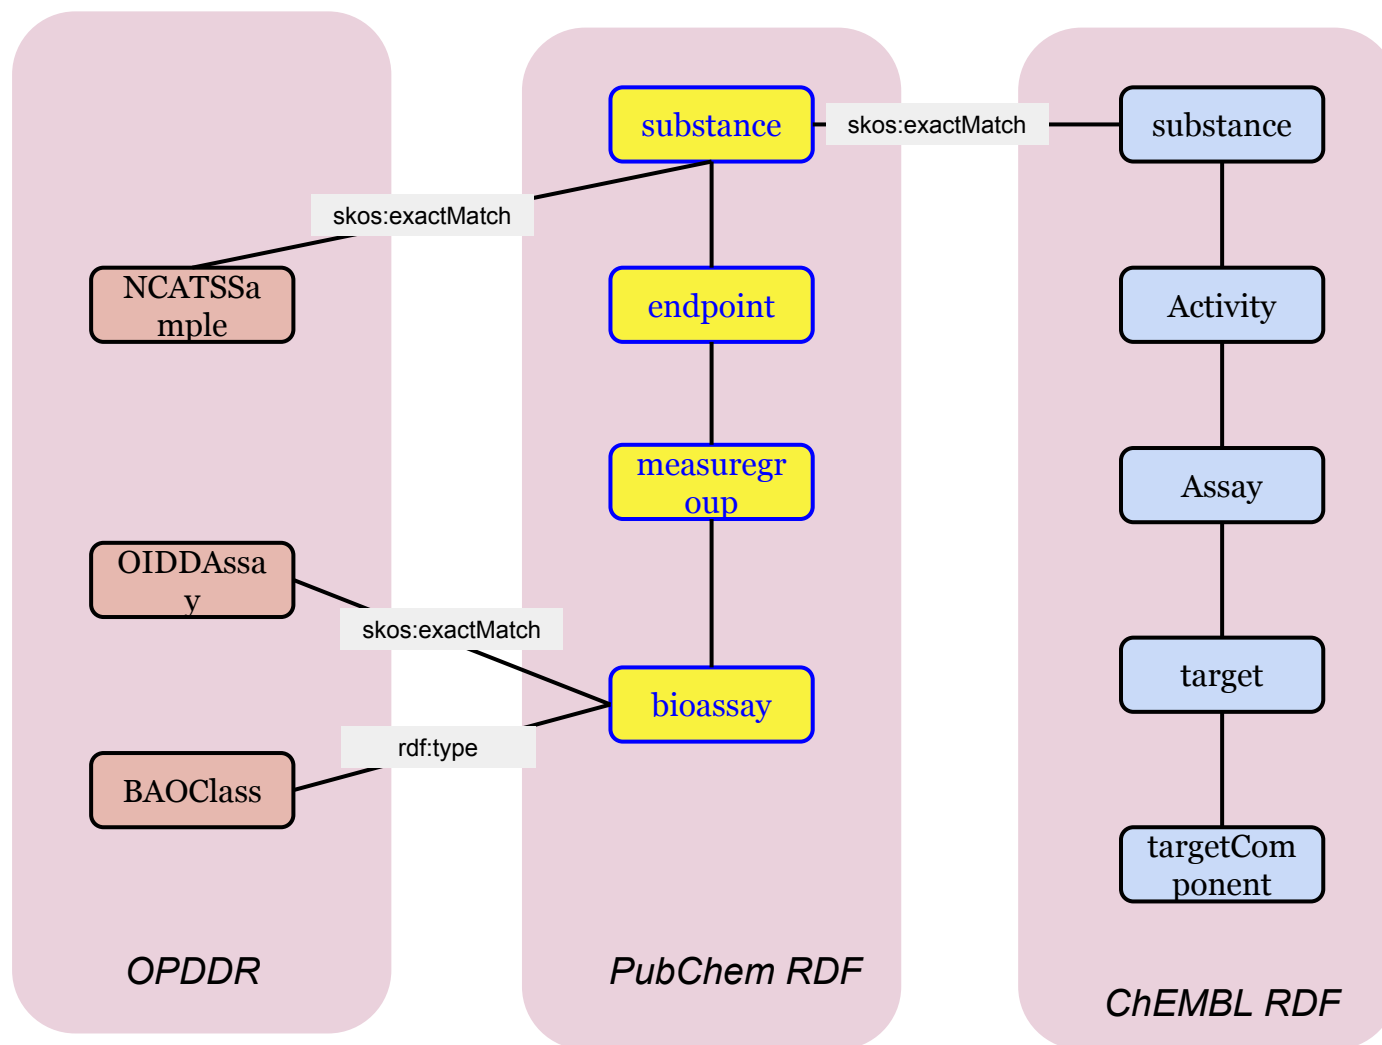 substance
skos:exactMatch
substance
skos:exactMatch
NCATSSa
mple
endpoint
Activity
measuregr
oup
Assay
OIDDAssa
y
skos:exactMatch
bioassay
target
rdf:type
BAOClass
targetCom
ponent
OPDDR
PubChem RDF
ChEMBL RDF